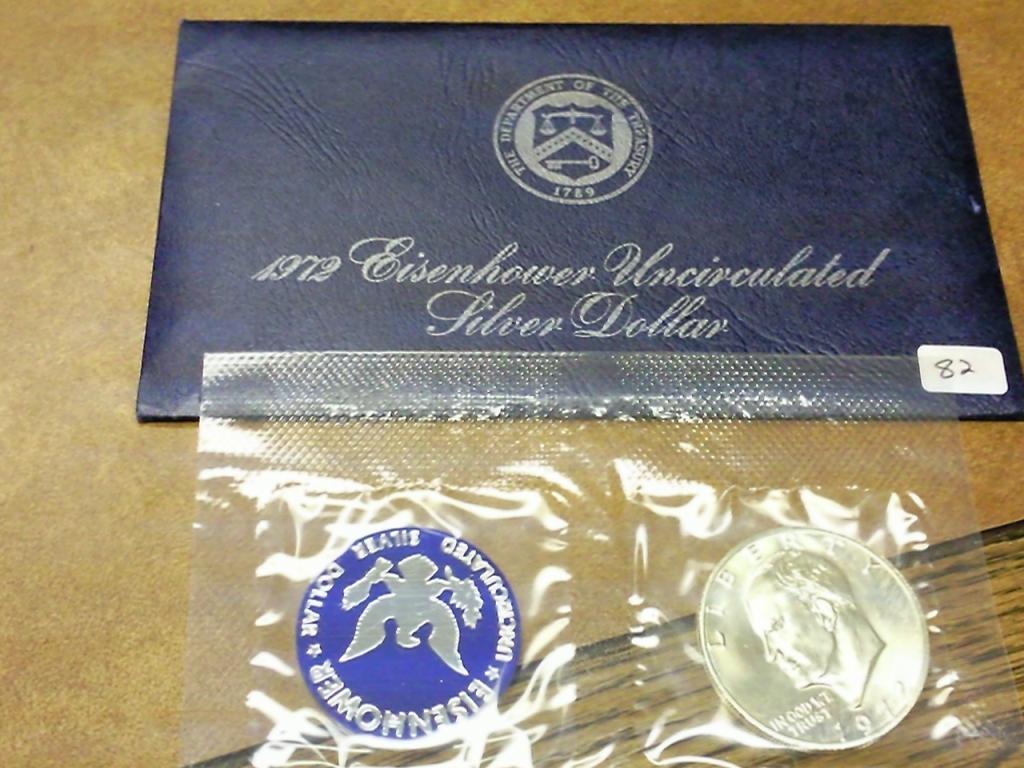 THE DEPARTMENT OF THE TREASURY
1789
1972 Eisenhower Uncirculated
Silver Dollar
82
EISENHOWER ★ UNCIRCULATED
SILVER DOLLAR ★
LIBERTY
IN GOD WE
TRUST